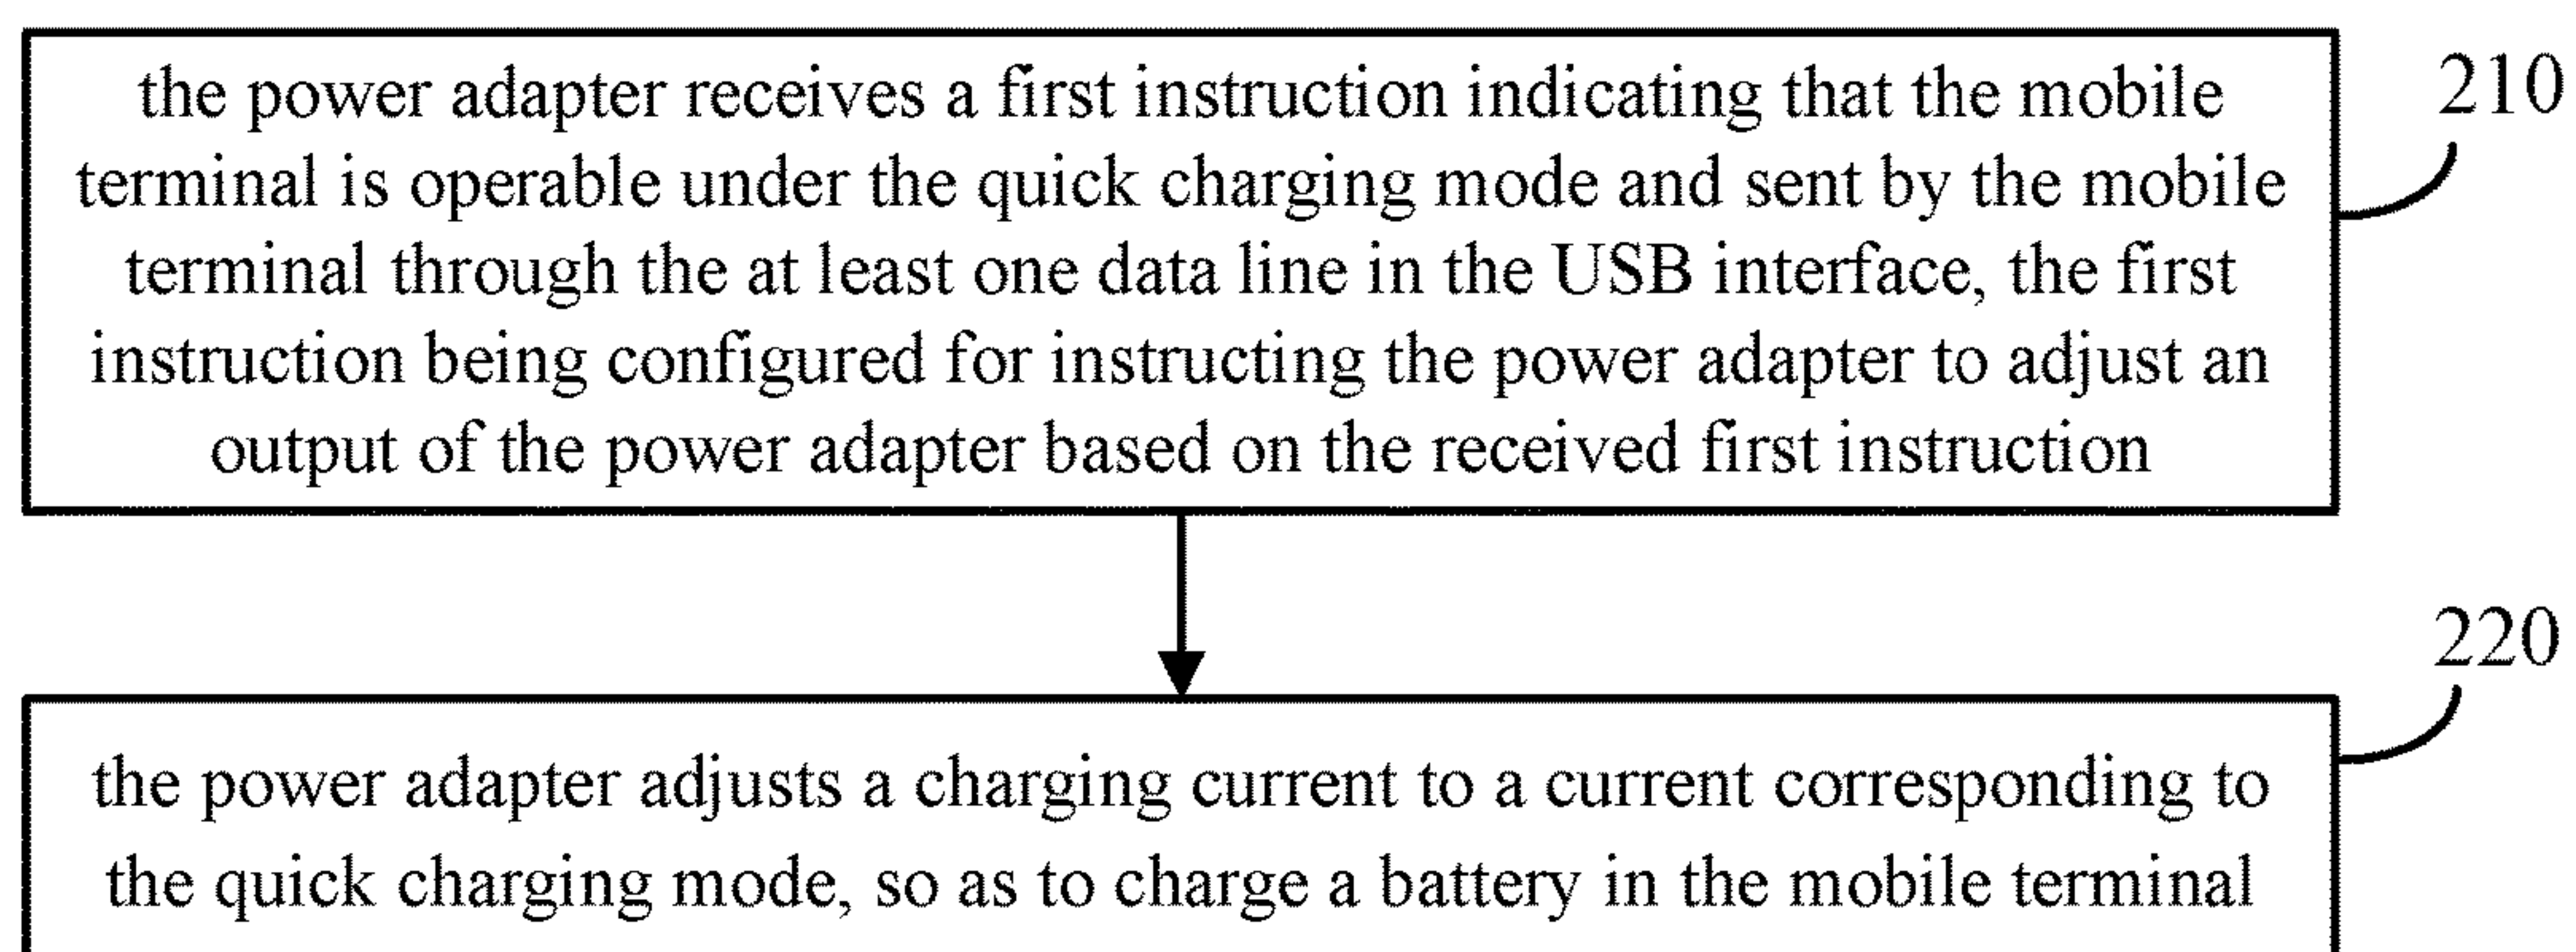 the power adapter receives a first instruction indicating that the mobile
terminal is operable under the quick charging mode and sent by the mobile
terminal through the at least one data line in the USB interface, the first
instruction being configured for instructing the power adapter to adjust an
output of the power adapter based on the received first instruction
210
220
the power adapter adjusts a charging current to a current corresponding to
the quick charging mode, so as to charge a battery in the mobile terminal